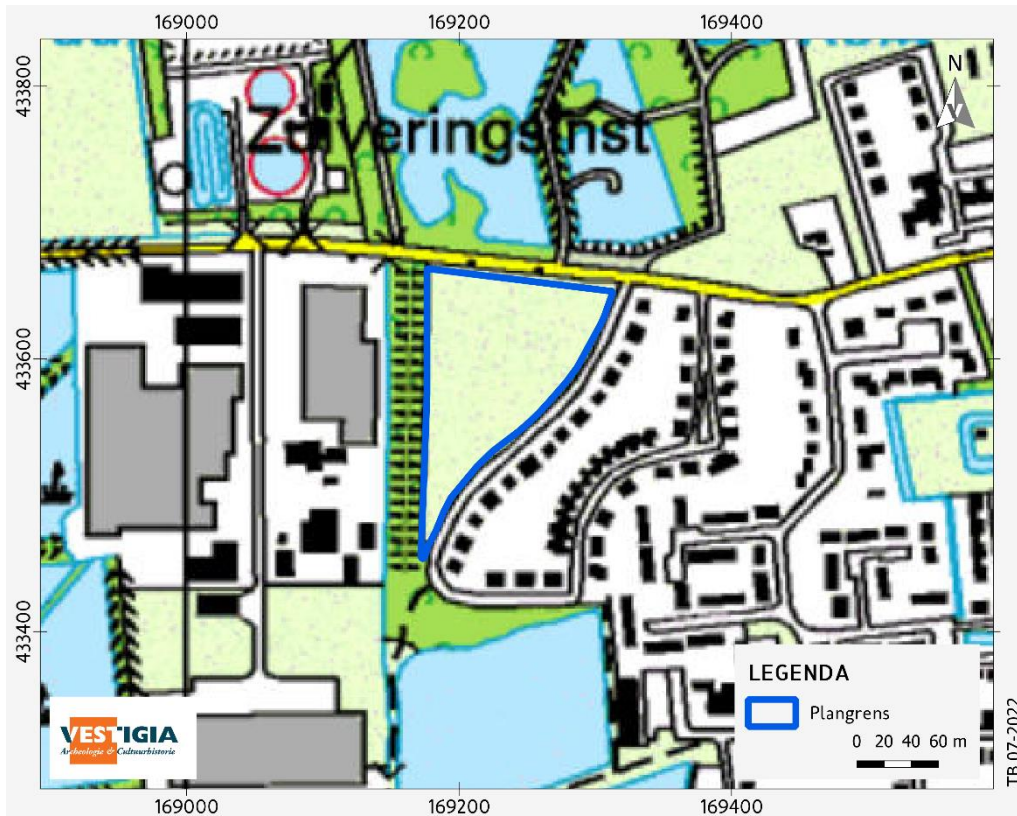 169000 169200 169400
N
433800
Zuiveringsinst
433600
433400
LEGENDA
Plangrens
0 20 40 60 m
VESTIGIA
Archeologie & Cultuurhistorie
TB 07-2022
169000 169200 169400